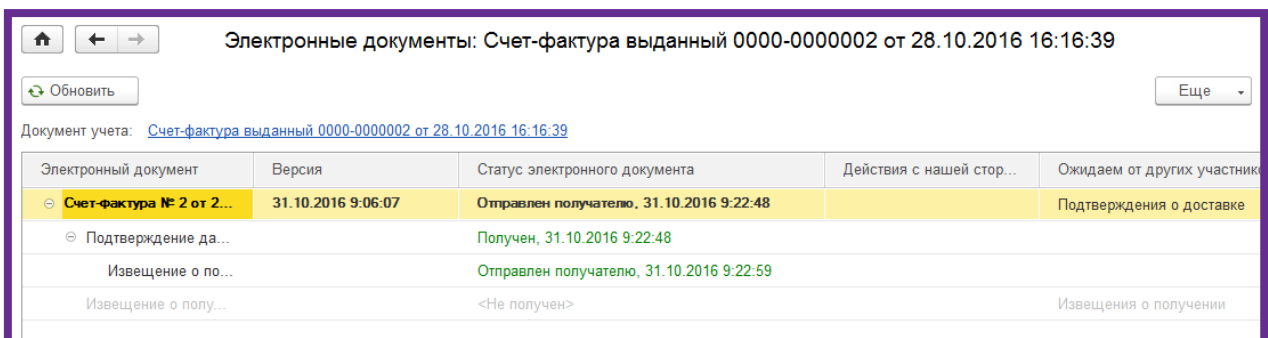 Электронные документы: Счет-фактура выданный 0000-0000002 от 28.10.2016 16:16:39
Обновить Еще
Документ учета: Счет-фактура выданный 0000-0000002 от 28.10.2016 16:16:39
Электронный документ Версия Статус электронного документа Действия с нашей стор... Ожидаем от других участник
Счет-фактура № 2 от 2... 31.10.2016 9:06:07 Отправлен получателю, 31.10.2016 9:22:48 Подтверждения о доставке
Подтверждение да... Получен, 31.10.2016 9:22:48
Извещение о по... Отправлен получателю, 31.10.2016 9:22:59
Извещение о полу... <Не получен> Извещения о получении